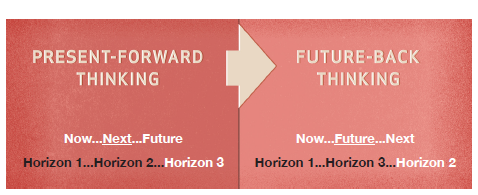 PRESENT-FORWARD
THINKING
Now...Next...Future
Horizon 1...Horizon 2...Horizon 3
FUTURE-BACK
THINKING
Now...Future...Next
Horizon 1...Horizon 3...Horizon 2